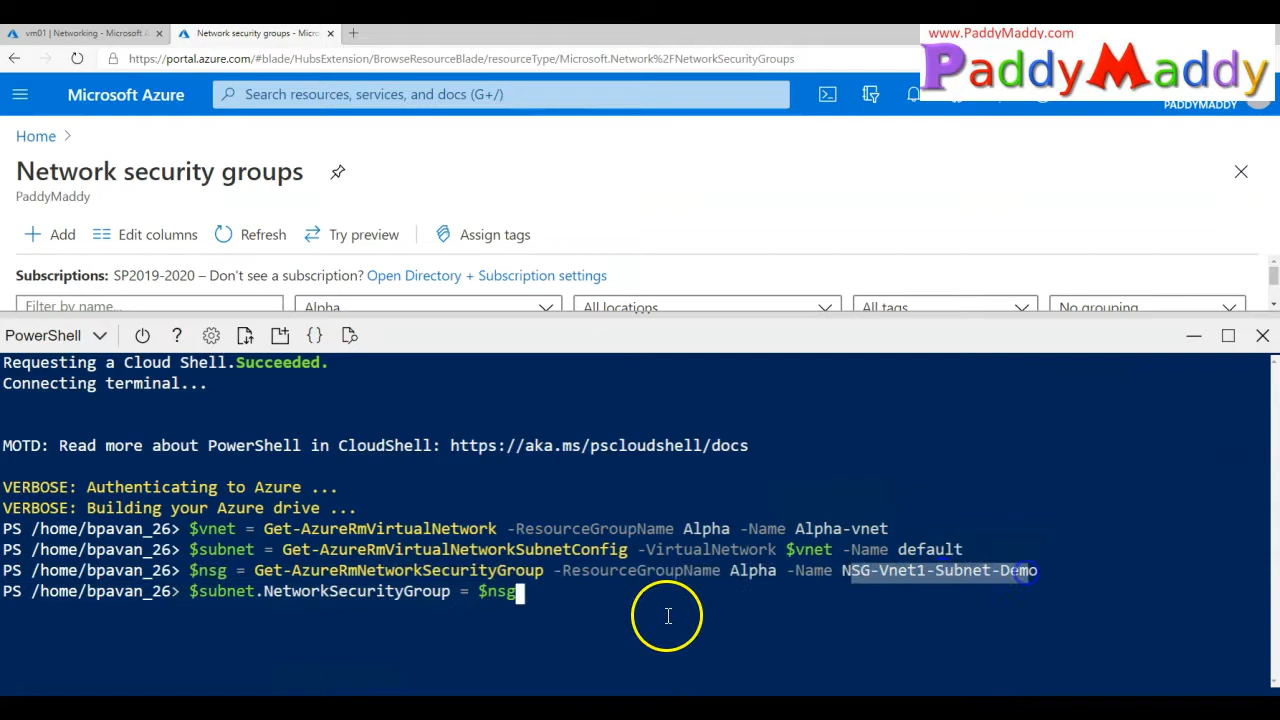 vm01 | Networking - Microsoft A
Network security groups - Micro
www.PaddyMaddy.com
https://portal.azure.com/#blade/HubsExtension/BrowseResourceBlade/resourceType/Microsoft.Network%2FNetworkSecurityGroups
PaddyMaddy
Microsoft Azure
Search resources, services, and docs (G+/)
PADDYMADDY
Home
Network security groups
PaddyMaddy
Add Edit columns Refresh Try preview Assign tags
Subscriptions: SP2019-2020 – Don't see a subscription? Open Directory + Subscription settings
Filter by name... Alpha All locations All tags No grouping
PowerShell ? {}
Requesting a Cloud Shell.Succeeded.
Connecting terminal...
MOTD: Read more about PowerShell in CloudShell: https://aka.ms/pscloudshell/docs
VERBOSE: Authenticating to Azure ...
VERBOSE: Building your Azure drive ...
PS /home/bpavan_26> $vnet = Get-AzureRmVirtualNetwork -ResourceGroupName Alpha -Name Alpha-vnet
PS /home/bpavan_26> $subnet = Get-AzureRmVirtualNetworkSubnetConfig -VirtualNetwork $vnet -Name default
PS /home/bpavan_26> $nsg = Get-AzureRmNetworkSecurityGroup -ResourceGroupName Alpha -Name NSG-Vnet1-Subnet-Demo
PS /home/bpavan_26> $subnet.NetworkSecurityGroup = $nsg